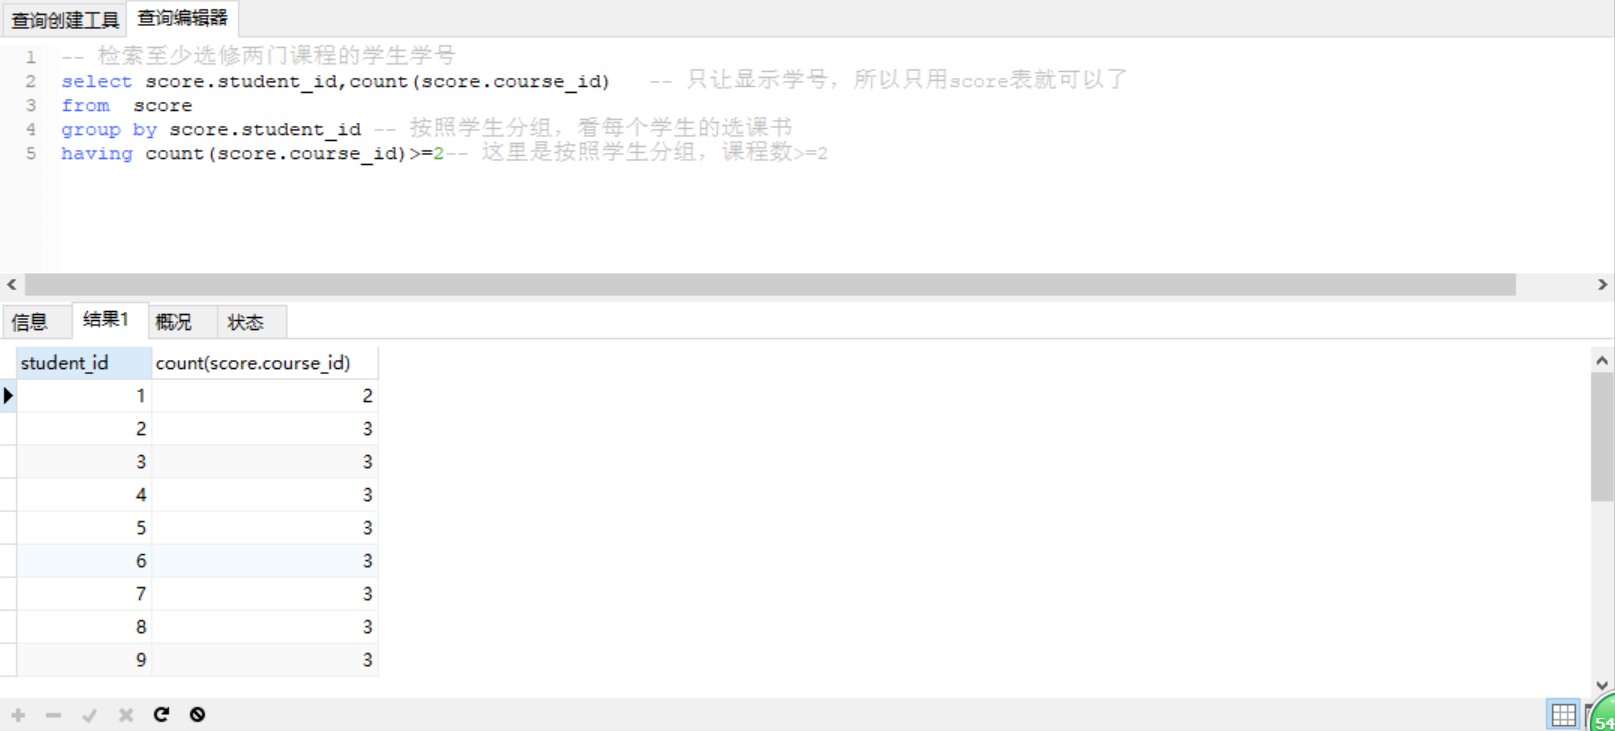 查询创建工具 查询编辑器
1 -- 检索至少选修两门课程的学生学号
2 select score.student_id,count(score.course_id) -- 只让显示学号，所以只用score表就可以了
3 from score
4 group by score.student_id -- 按照学生分组，看每个学生的选课书
5 having count(score.course_id)>=2-- 这里是按照学生分组，课程数>=2
信息 结果1 概况 状态
student_id count(score.course_id)
1 2
2 3
3 3
4 3
5 3
6 3
7 3
8 3
9 3
54